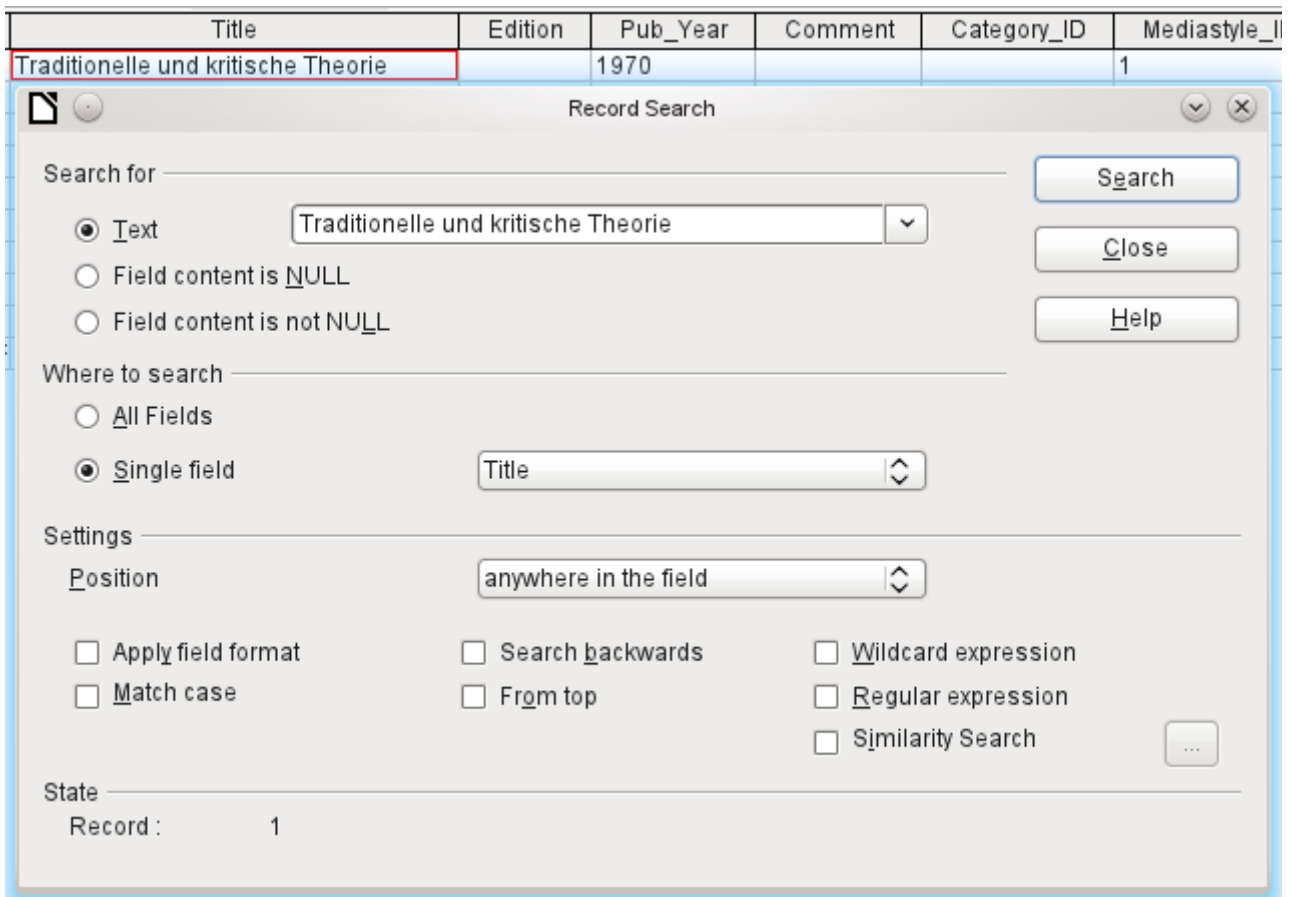 Title Edition Pub_Year Comment Category_ID Mediastyle_I
Traditionelle und kritische Theorie 1970 1
Record Search
Search for
Search
Text Traditionelle und kritische Theorie
Close
Field content is NULL
Field content is not NULL
Help
Where to search
All Fields
Single field Title
Settings
Position anywhere in the field
Apply field format Search backwards Wildcard expression
Match case From top Regular expression
Similarity Search ...
State
Record : 1